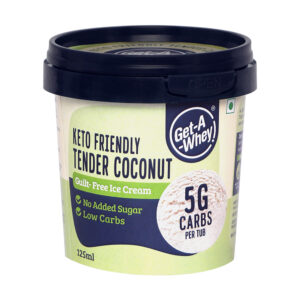 Get-A
Whey!
KETO FRIENDLY
TENDER COCONUT
Guilt-Free Ice Cream
No Added Sugar
Low Carbs
5G
CARBS
PER TUB
125ml